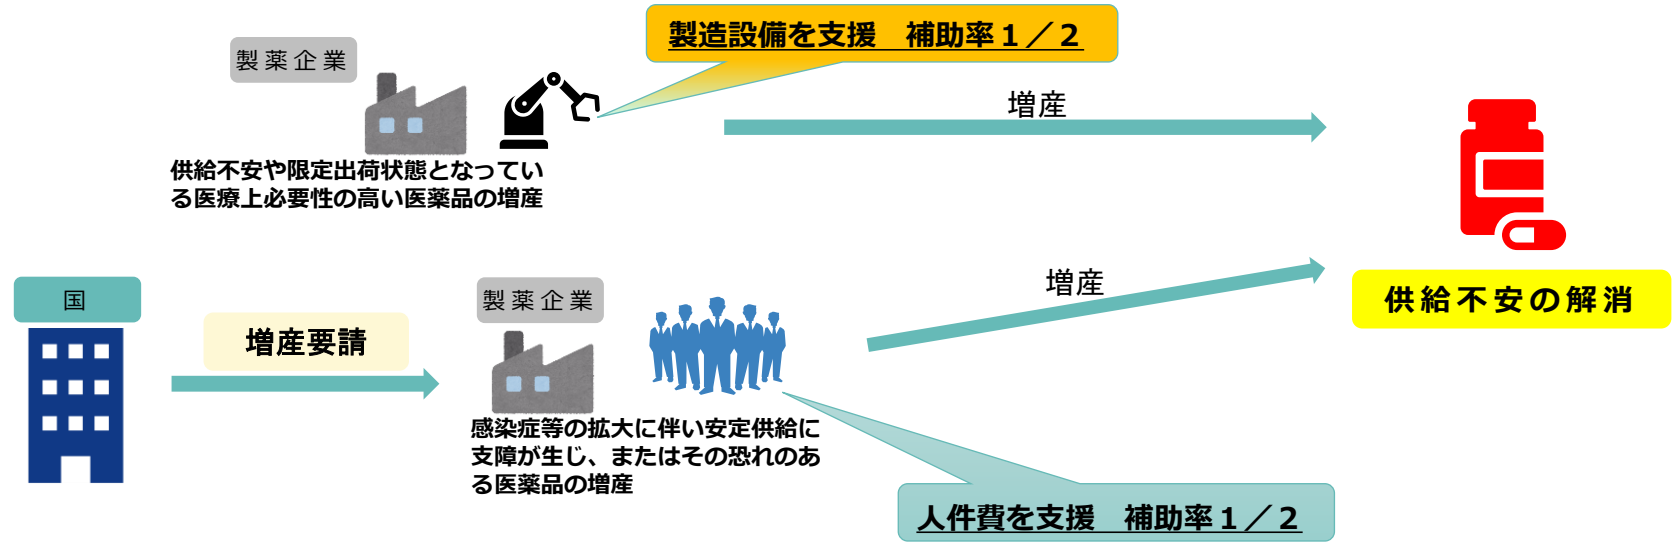 製造設備を支援　補助率１／２
製薬企業
増産
供給不安や限定出荷状態となってい
る医療上必要性の高い医薬品の増産
国
増産要請
製薬企業
増産
供給不安の解消
感染症等の拡大に伴い安定供給に
支障が生じ、またはその恐れのあ
る医薬品の増産
人件費を支援　補助率１／２